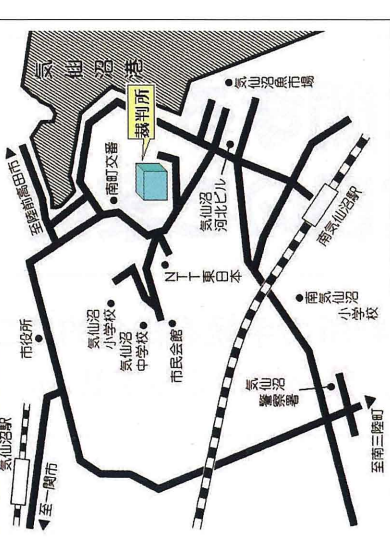 気仙沼港
気仙沼魚市場
裁判所
至陸前高田市
南町交番
気仙沼
河北ビル
南気仙沼駅
NTT東日本
気仙沼
小学校
気仙沼
中学校
市民会館
南気仙沼
小学校
市役所
気仙沼
警察署
気仙沼駅
至一関市
至南三陸町